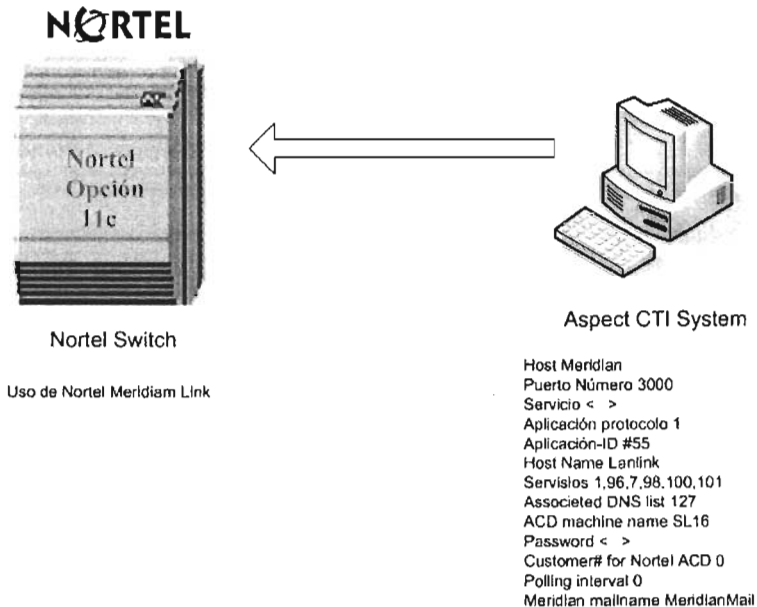 NORTEL
Nortel
Opción
11c
Nortel Switch
Uso de Nortel Meridiam Link
Aspect CTI System
Host Meridian
Puerto Número 3000
Servicio < >
Aplicación protocolo 1
Aplicación-ID #55
Host Name Lanlink
Servisios 1,96,7,98,100,101
Associeted DNS list 127
ACD machine name SL16
Password < >
Customer# for Nortel ACD 0
Polling interval 0
Meridian mailname MeridianMail